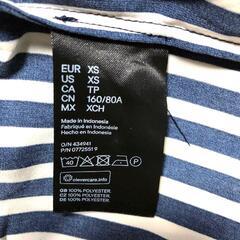 EUR XS
US XS
CA TP
CN 160/80A
MX XCH
Made in Indonesia
Fabriqué en Indonésie
Hecho en Indonesia
O/N 434941
P/N 07725519
40
clevercare.info
GB 100% POLYESTER.
CZ 100% POLYESTER.
DE 100% POLYESTER.